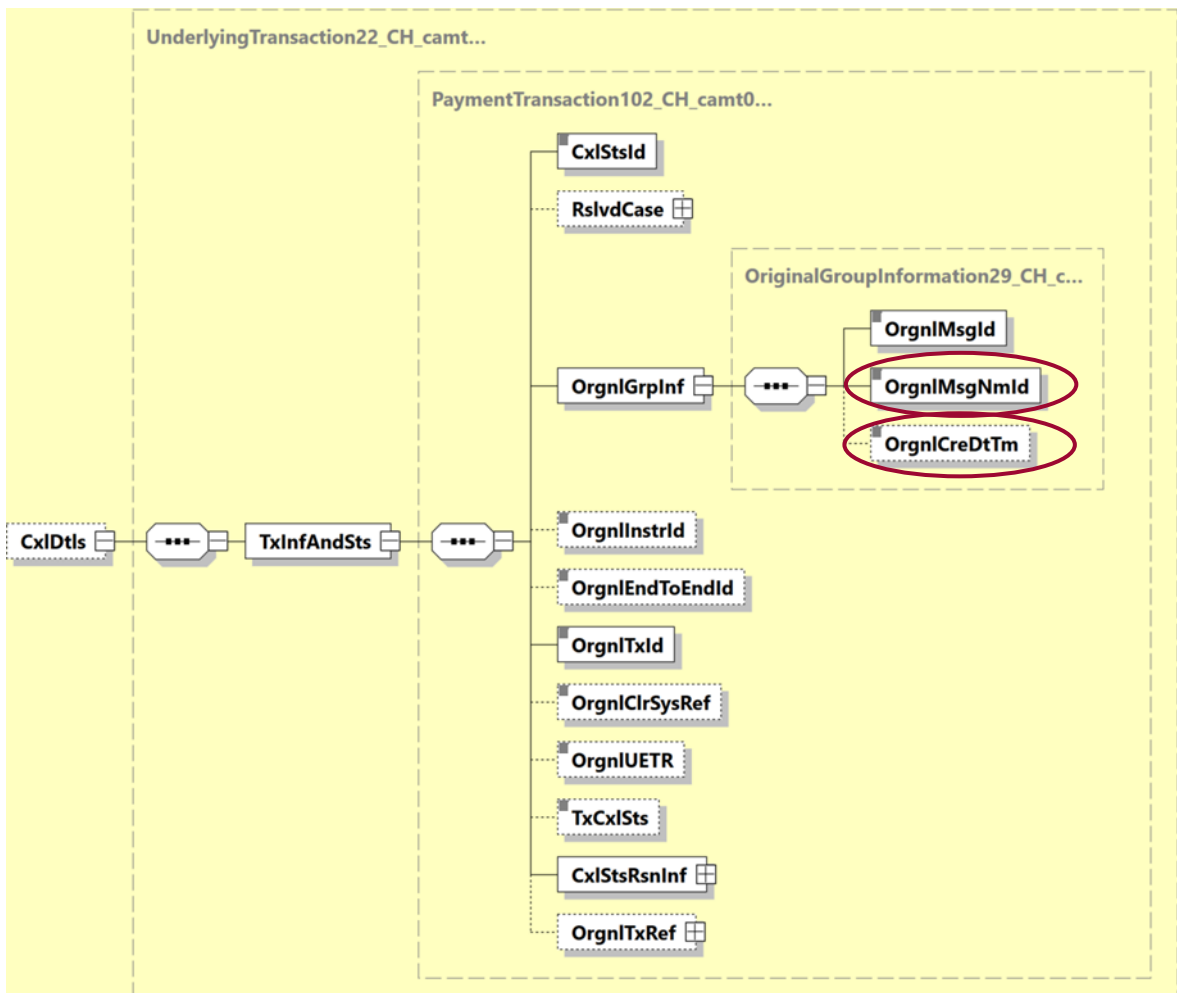 UnderlyingTransaction22_CH_camt...
PaymentTransaction102_CH_camt0...
CxlStsId
RslvdCase
OriginalGroupInformation29_CH_c...
OrgnlMsgId
OrgnlGrpInf
OrgnlMsgNmId
OrgnlCreDtTm
OrgnlInstrId
CxlDtls
TxInfAndSts
OrgnlEndToEndId
OrgnlTxId
OrgnlClrSysRef
OrgnlUETR
TxCxlSts
CxlStsRsnInf
OrgnlTxRef